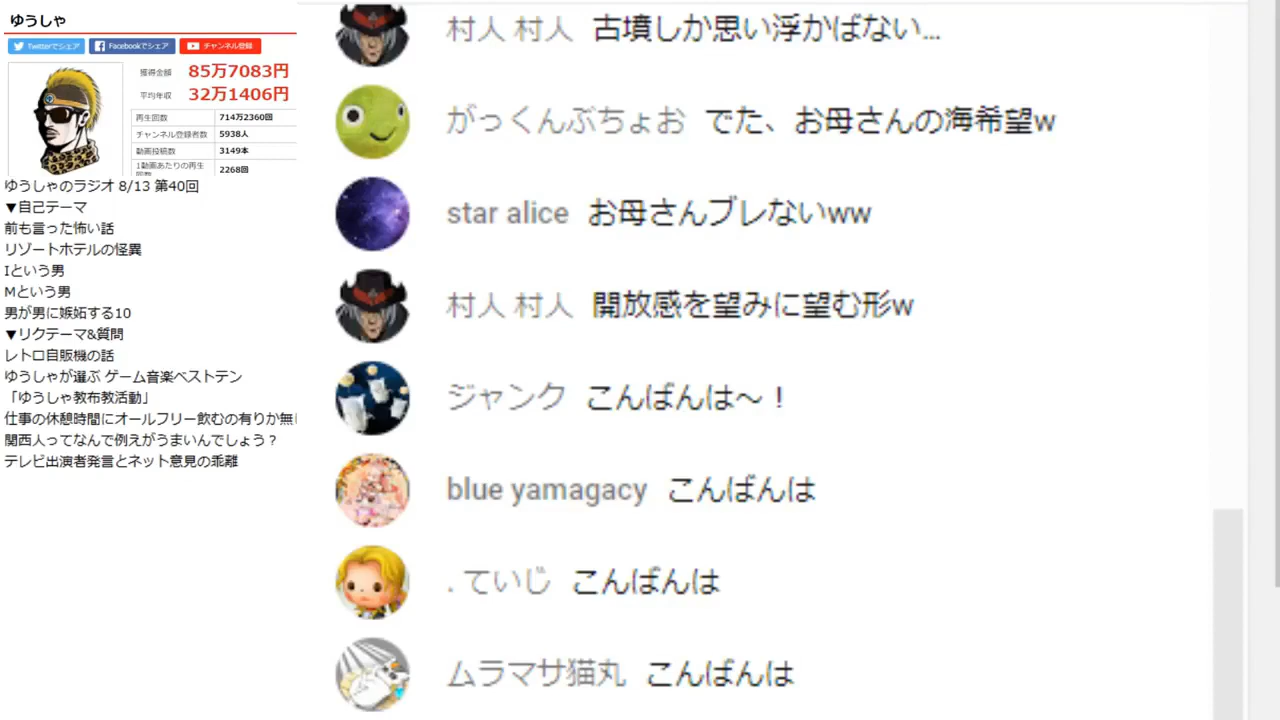 ゆうしゃ
Twitterでシェア
Facebookでシェア
チャンネル登録
獲得金額 85万7083円
平均年収 32万1406円
再生回数 714万2360回
チャンネル登録者数 5938人
動画投稿数 3149本
1動画あたりの再生 2268回
ゆうしゃのラジオ 8/13 第40回
▼自己テーマ
前も言った怖い話
リゾートホテルの怪異
Iという男
Mという男
男が男に嫉妬する10
▼リクテーマ&質問
レトロ自販機の話
ゆうしゃが選ぶ ゲーム音楽ベストテン
「ゆうしゃ教布教活動」
仕事の休憩時間にオールフリー飲むの有りか無し
関西人ってなんで例えがうまいんでしょう？
テレビ出演者発言とネット意見の乖離
村人 村人 古墳しか思い浮かばない...
がっくんぶちょお でた、お母さんの海希望w
star alice お母さんブレないww
村人 村人 開放感を望みに望む形w
ジャンク こんばんは～！
blue yamagacy こんばんは
. ていじ こんばんは
ムラマサ猫丸 こんばんは